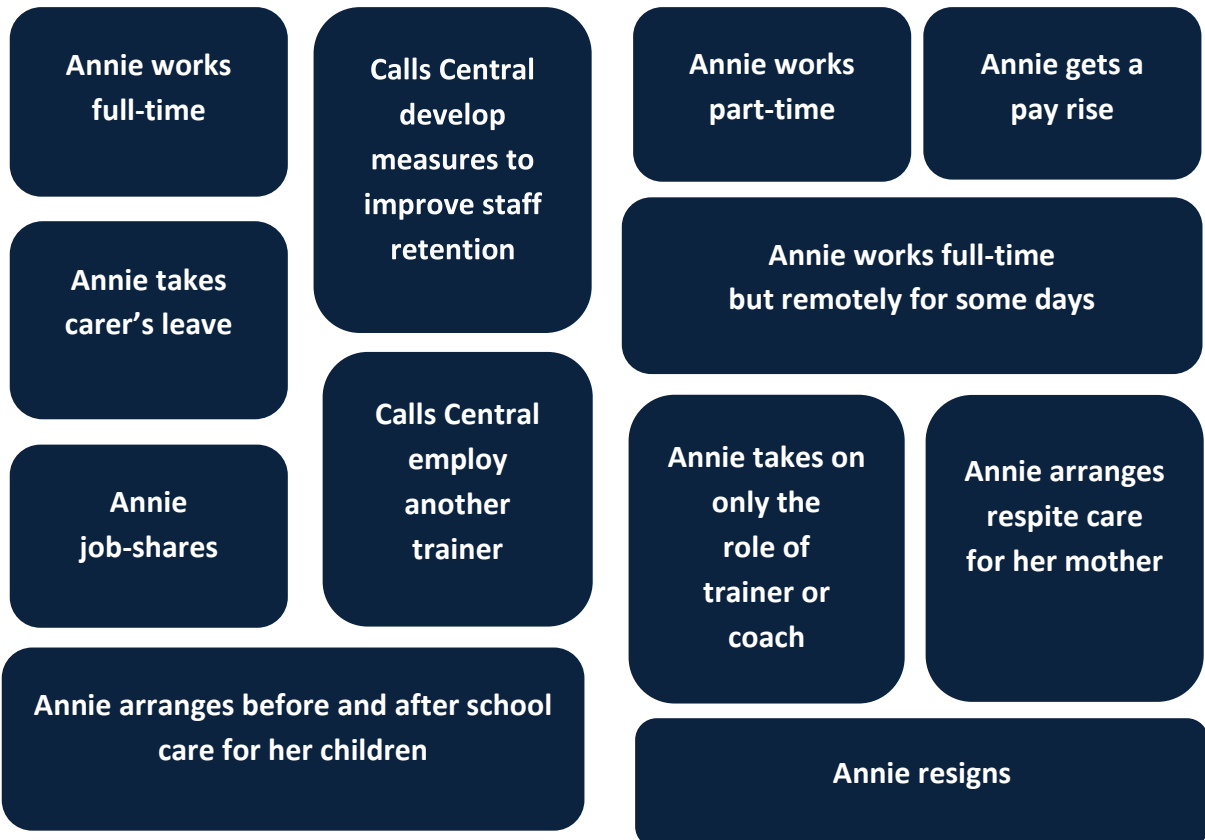 Annie works
full-time
Calls Central
develop
measures to
improve staff
retention
Annie works
part-time
Annie gets a
pay rise
Annie takes
carer’s leave
Annie works full-time
but remotely for some days
Annie
job-shares
Calls Central
employ
another
trainer
Annie takes on
only the
role of
trainer or
coach
Annie arranges
respite care
for her mother
Annie arranges before and after school
care for her children
Annie resigns